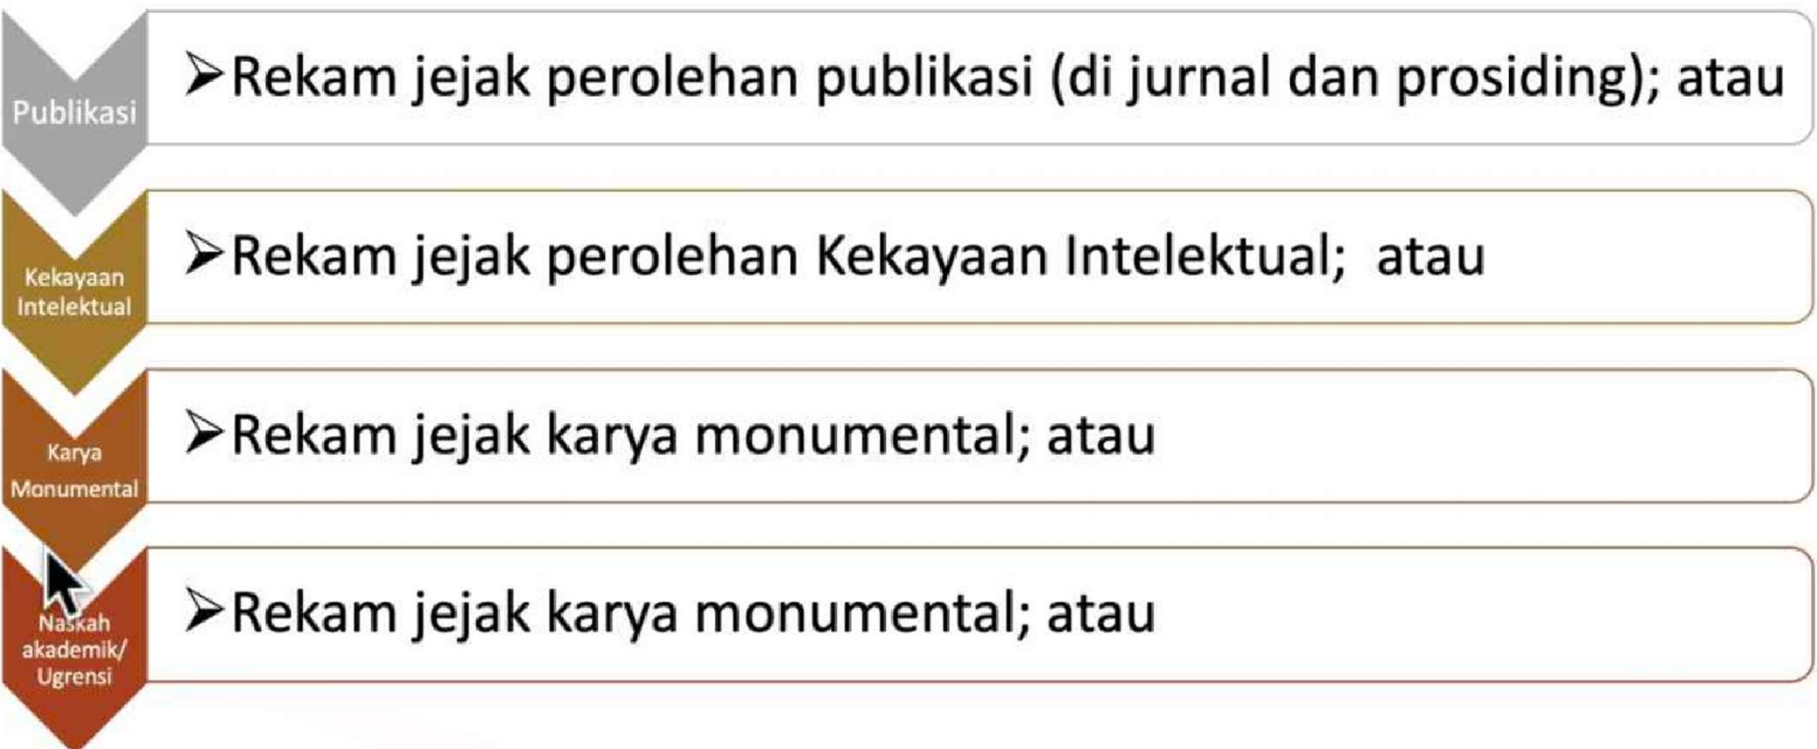 Publikasi
➢Rekam jejak perolehan publikasi (di jurnal dan prosiding); atau
Kekayaan
Intelektual
➢Rekam jejak perolehan Kekayaan Intelektual;  atau
Karya
Monumental
➢Rekam jejak karya monumental; atau
Naskah
akademik/
Ugrensi
➢Rekam jejak karya monumental; atau